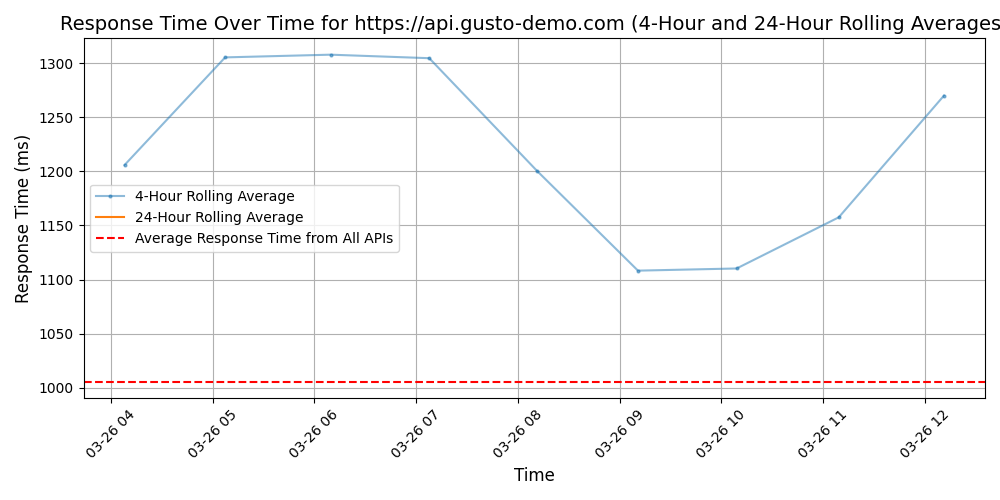 Response Time Over Time for https://api.gusto-demo.com (4-Hour and 24-Hour Rolling Averages
1300
1250
1200
1150
1100
1050
1000
Response Time (ms)
4-Hour Rolling Average
24-Hour Rolling Average
Average Response Time from All APIs
03-26 04
03-26 05
03-26 06
03-26 07
03-26 08
03-26 09
03-26 10
03-26 11
03-26 12
Time